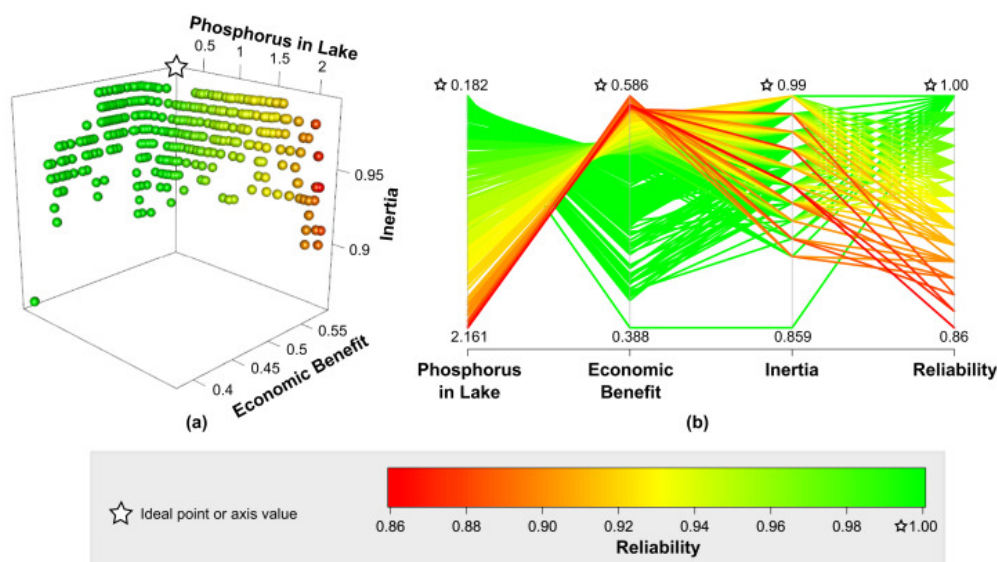 Phosphorus in Lake
0.5 1 1.5 2
0.95
0.9
Inertia
0.55
0.5
0.45
0.4
Economic Benefit
(a)
☆ 0.182 ☆ 0.586 ☆ 0.99 ☆ 1.00
2.161 0.388 0.859 0.86
Phosphorus Economic Inertia Reliability
in Lake Benefit
(b)
☆ Ideal point or axis value
0.86 0.88 0.90 0.92 0.94 0.96 0.98 ☆1.00
Reliability